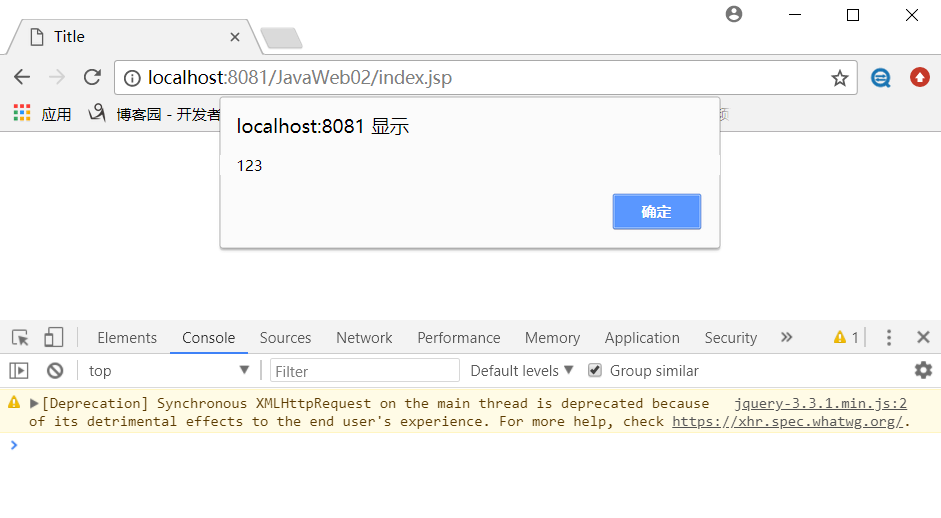 Title
localhost:8081/JavaWeb02/index.jsp
应用 博客园 - 开发者
localhost:8081 显示
123
确定
Elements Console Sources Network Performance Memory Application Security 1
top Filter Default levels Group similar
[Deprecation] Synchronous XMLHttpRequest on the main thread is deprecated because jquery-3.3.1.min.js:2
of its detrimental effects to the end user's experience. For more help, check https://xhr.spec.whatwg.org/.